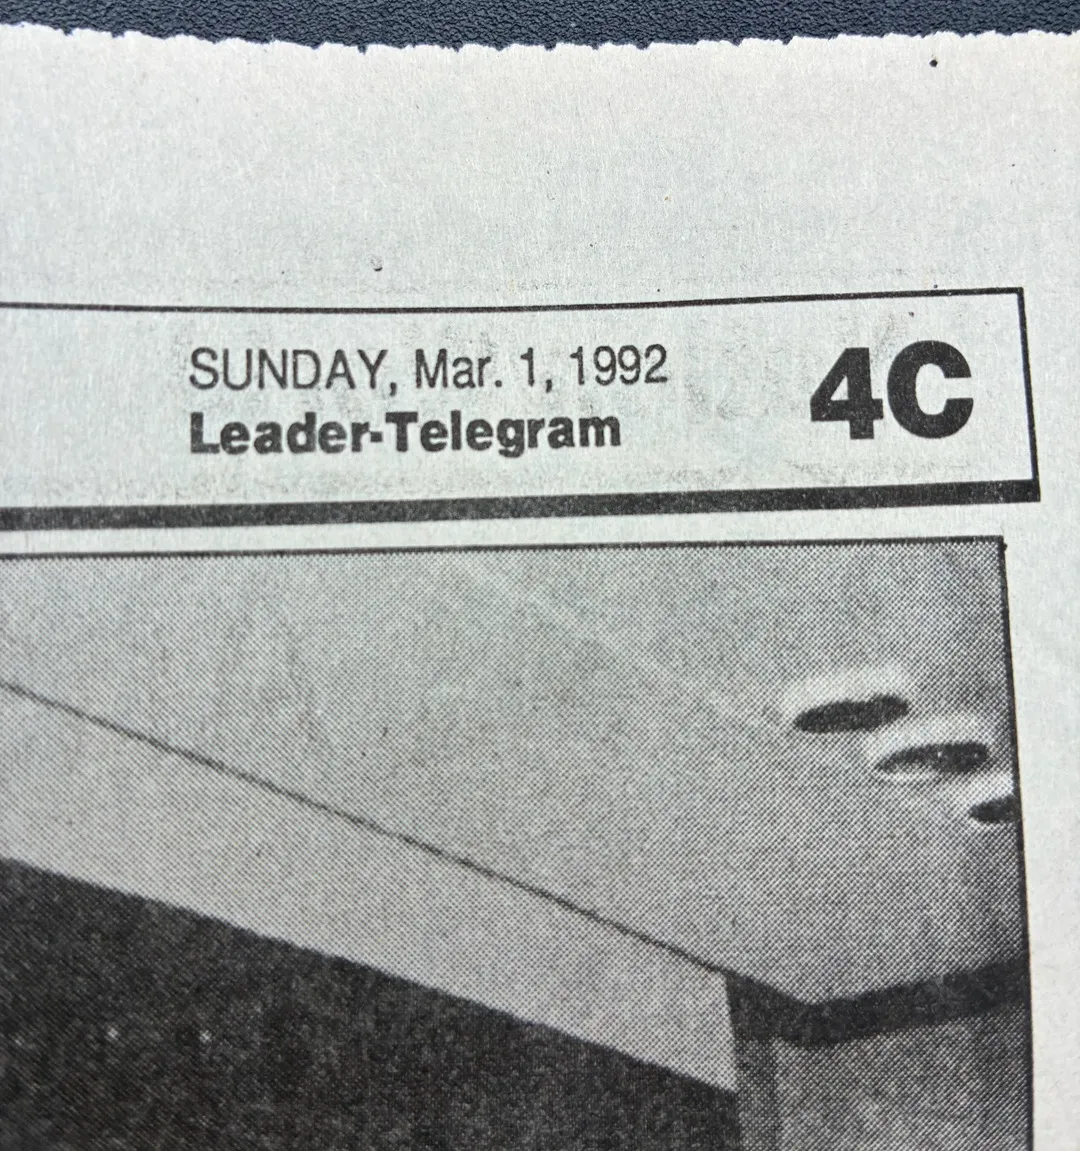 SUNDAY, Mar. 1, 1992
Leader-Telegram
4C